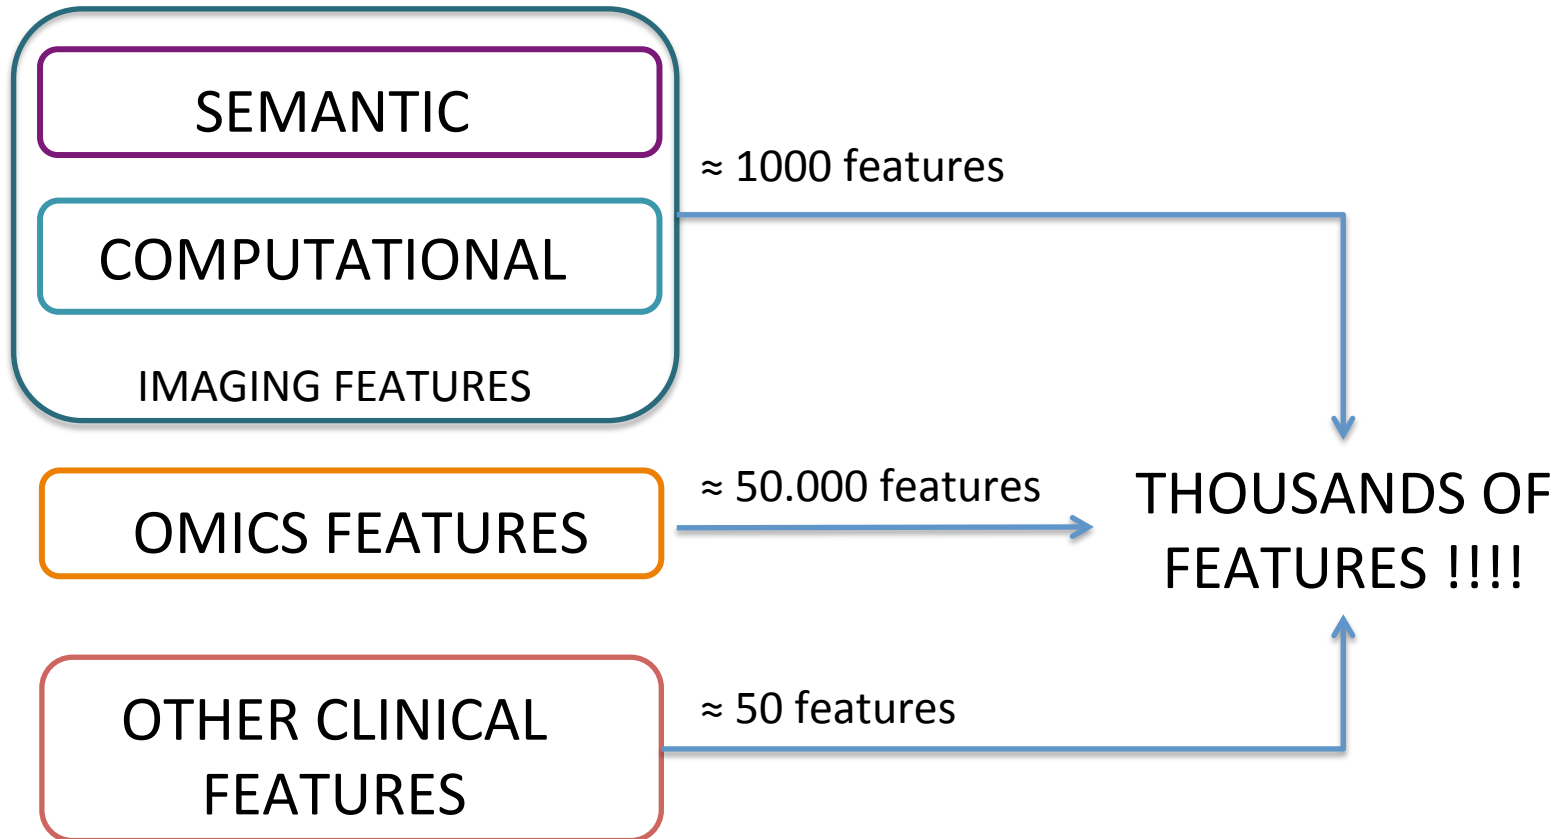 SEMANTIC
COMPUTATIONAL
IMAGING FEATURES
≈ 1000 features
OMICS FEATURES
≈ 50.000 features
OTHER CLINICAL
FEATURES
≈ 50 features
THOUSANDS OF
FEATURES !!!!